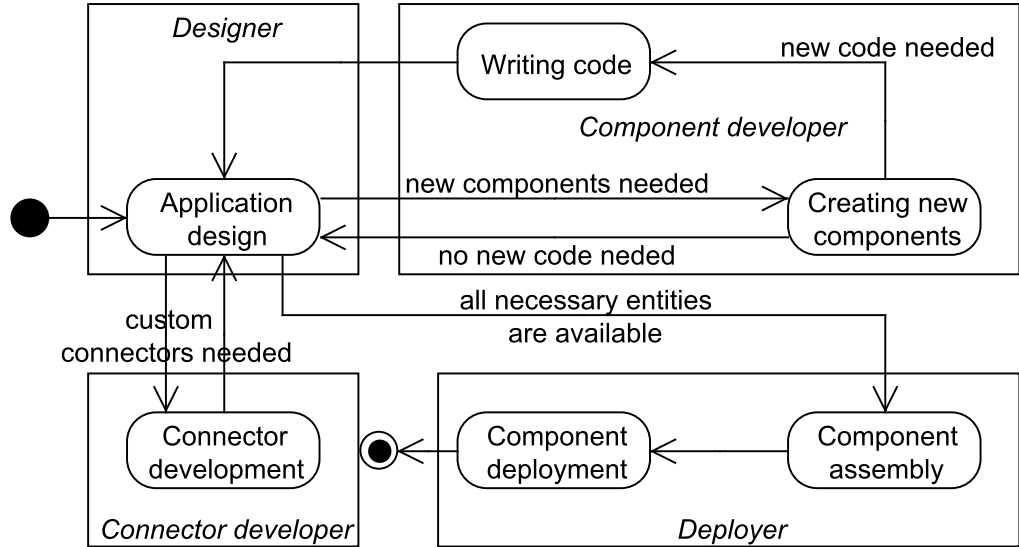 Designer
Writing code
new code needed
Component developer
Application
design
new components needed
Creating new
components
no new code neded
all necessary entities
are available
custom
connectors needed
Connector
development
Component
deployment
Component
assembly
Connector developer
Deployer